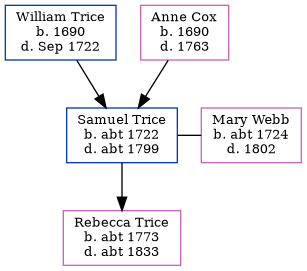 William Trice
b. 1690
d. Sep 1722
Anne Cox
b. 1690
d. 1763
Samuel Trice
b. abt 1722
d. abt 1799
Mary Webb
b. abt 1724
d. 1802
Rebecca Trice
b. abt 1773
d. abt 1833